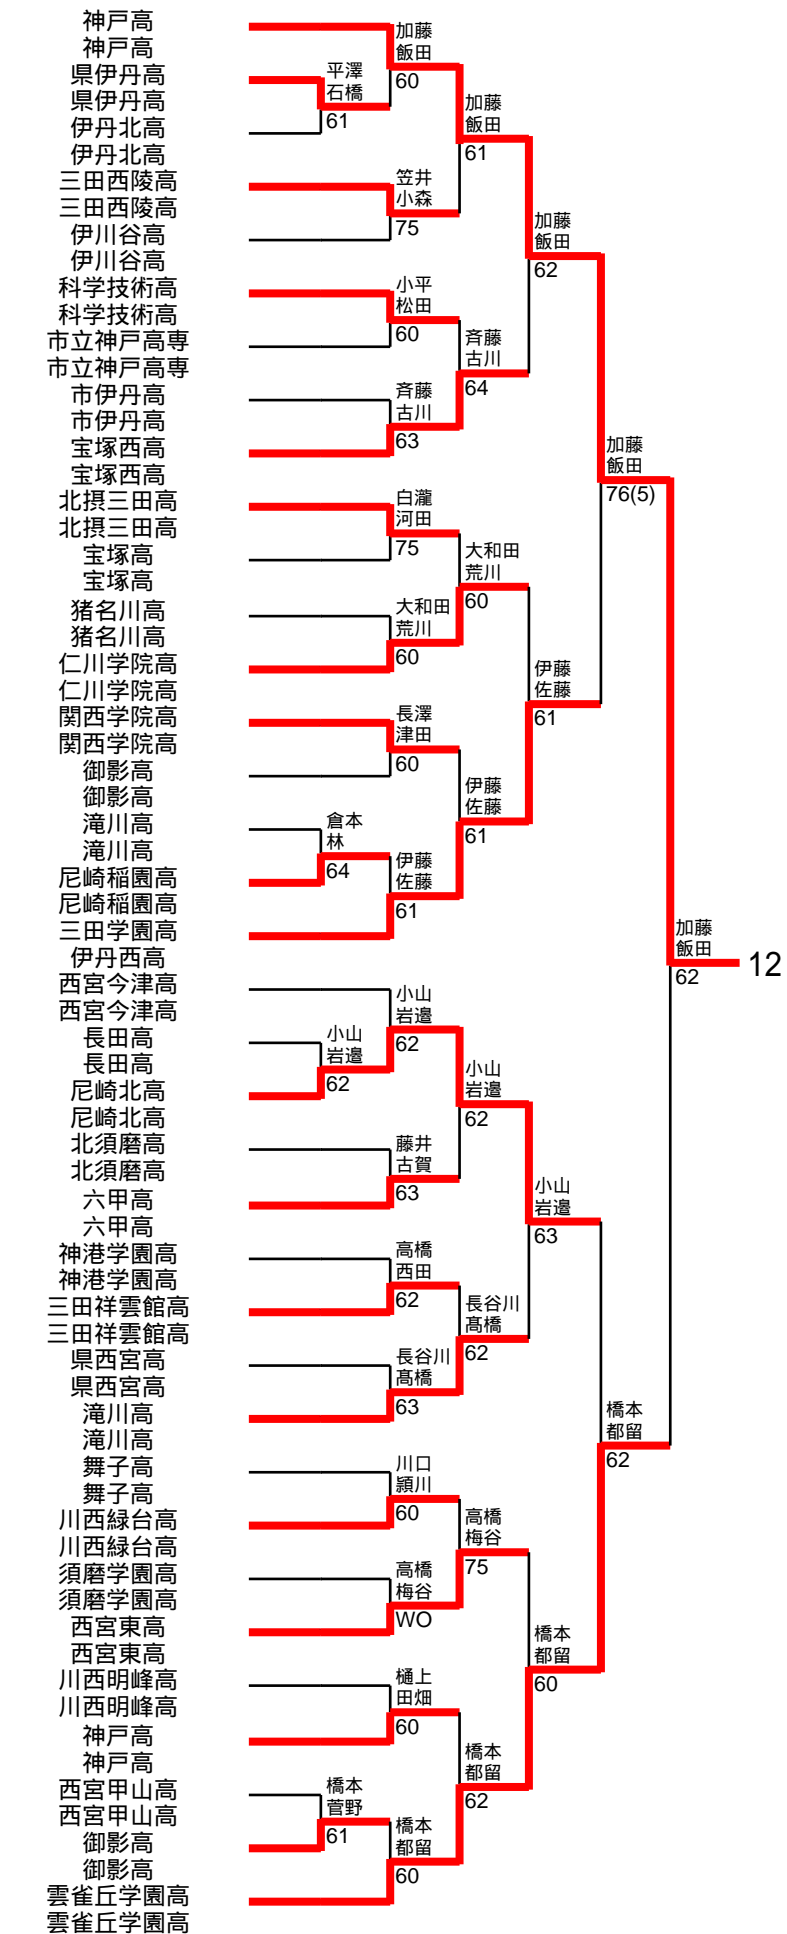 神戸高
神戸高
県伊丹高
県伊丹高
伊丹北高
伊丹北高
三田西陵高
三田西陵高
伊川谷高
伊川谷高
科学技術高
科学技術高
市立神戸高専
市立神戸高専
市伊丹高
市伊丹高
宝塚西高
宝塚西高
北摂三田高
北摂三田高
宝塚高
宝塚高
猪名川高
猪名川高
仁川学院高
仁川学院高
関西学院高
関西学院高
御影高
御影高
滝川高
滝川高
尼崎稲園高
尼崎稲園高
三田学園高
伊丹西高
西宮今津高
西宮今津高
長田高
長田高
尼崎北高
尼崎北高
北須磨高
北須磨高
六甲高
六甲高
神港学園高
神港学園高
三田祥雲館高
三田祥雲館高
県西宮高
県西宮高
滝川高
滝川高
舞子高
舞子高
川西緑台高
川西緑台高
須磨学園高
須磨学園高
西宮東高
西宮東高
川西明峰高
川西明峰高
神戸高
神戸高
西宮甲山高
西宮甲山高
御影高
御影高
雲雀丘学園高
雲雀丘学園高
平澤
石橋
61
倉本
林
64
小山
岩邉
62
橋本
菅野
61
加藤
飯田
60
笠井
小森
75
小平
松田
60
斉藤
古川
63
白瀧
河田
75
大和田
荒川
60
長澤
津田
60
伊藤
佐藤
61
小山
岩邉
62
藤井
古賀
63
高橋
西田
62
長谷川
髙橋
63
川口
頴川
60
高橋
梅谷
WO
樋上
田畑
60
橋本
都留
60
加藤
飯田
61
斉藤
古川
64
大和田
荒川
60
伊藤
佐藤
61
小山
岩邉
62
長谷川
髙橋
62
高橋
梅谷
75
橋本
都留
62
加藤
飯田
62
伊藤
佐藤
61
小山
岩邉
63
橋本
都留
60
加藤
飯田
76(5)
橋本
都留
62
加藤
飯田
62
12